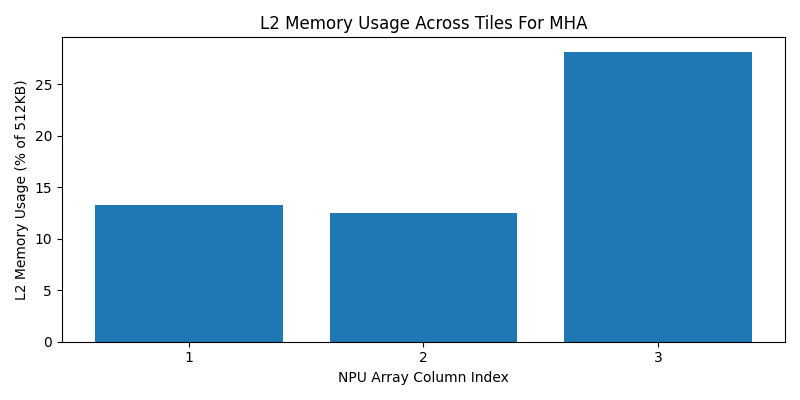 L2 Memory Usage Across Tiles For MHA
L2 Memory Usage (% of 512KB)
25
20
15
10
5
0
1 2 3
NPU Array Column Index